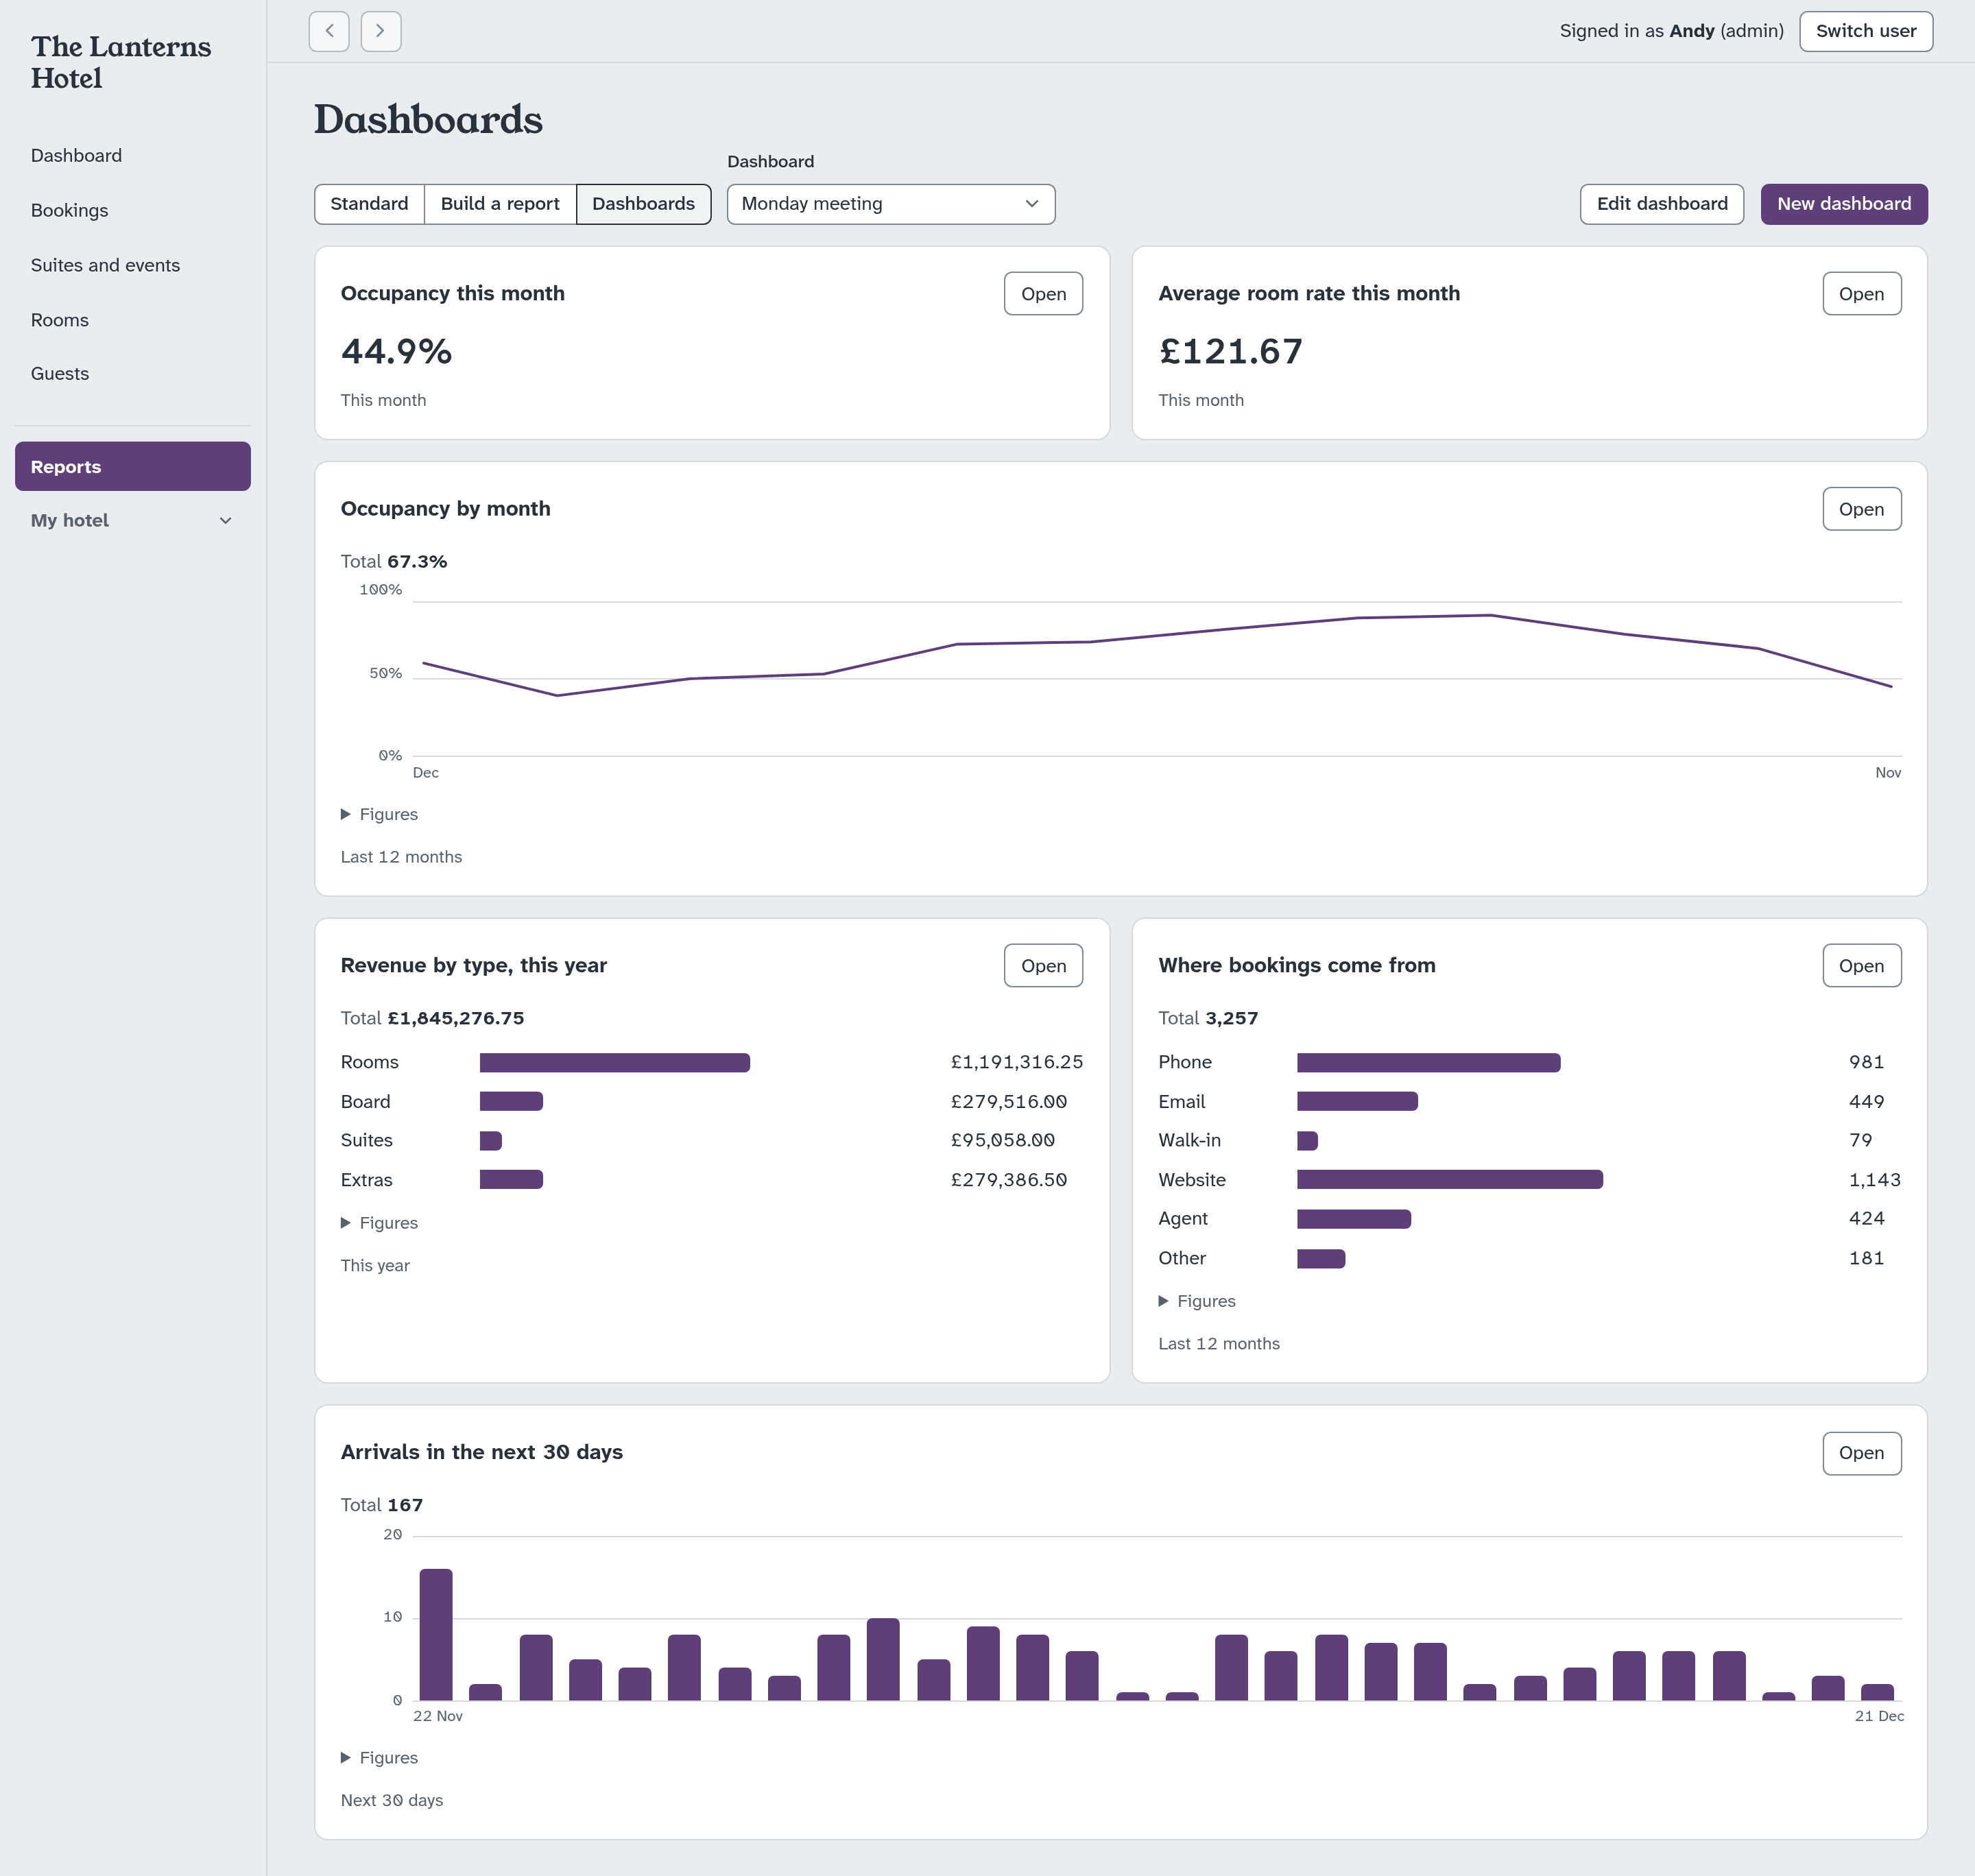 The Lanterns
Hotel
Dashboard
Bookings
Suites and events
Rooms
Guests
Reports
My hotel
Signed in as Andy (admin)
Switch user
Dashboards
Dashboard
Standard
Build a report
Dashboards
Monday meeting
Edit dashboard
New dashboard
Occupancy this month
Open
44.9%
This month
Average room rate this month
Open
£121.67
This month
Occupancy by month
Open
Total 67.3%
100%
50%
0%
Dec
Nov
Figures
Last 12 months
Revenue by type, this year
Open
Total £1,845,276.75
Rooms £1,191,316.25
Board £279,516.00
Suites £95,058.00
Extras £279,386.50
Figures
This year
Where bookings come from
Open
Total 3,257
Phone 981
Email 449
Walk-in 79
Website 1,143
Agent 424
Other 181
Figures
Last 12 months
Arrivals in the next 30 days
Open
Total 167
20
10
0
22 Nov
21 Dec
Figures
Next 30 days